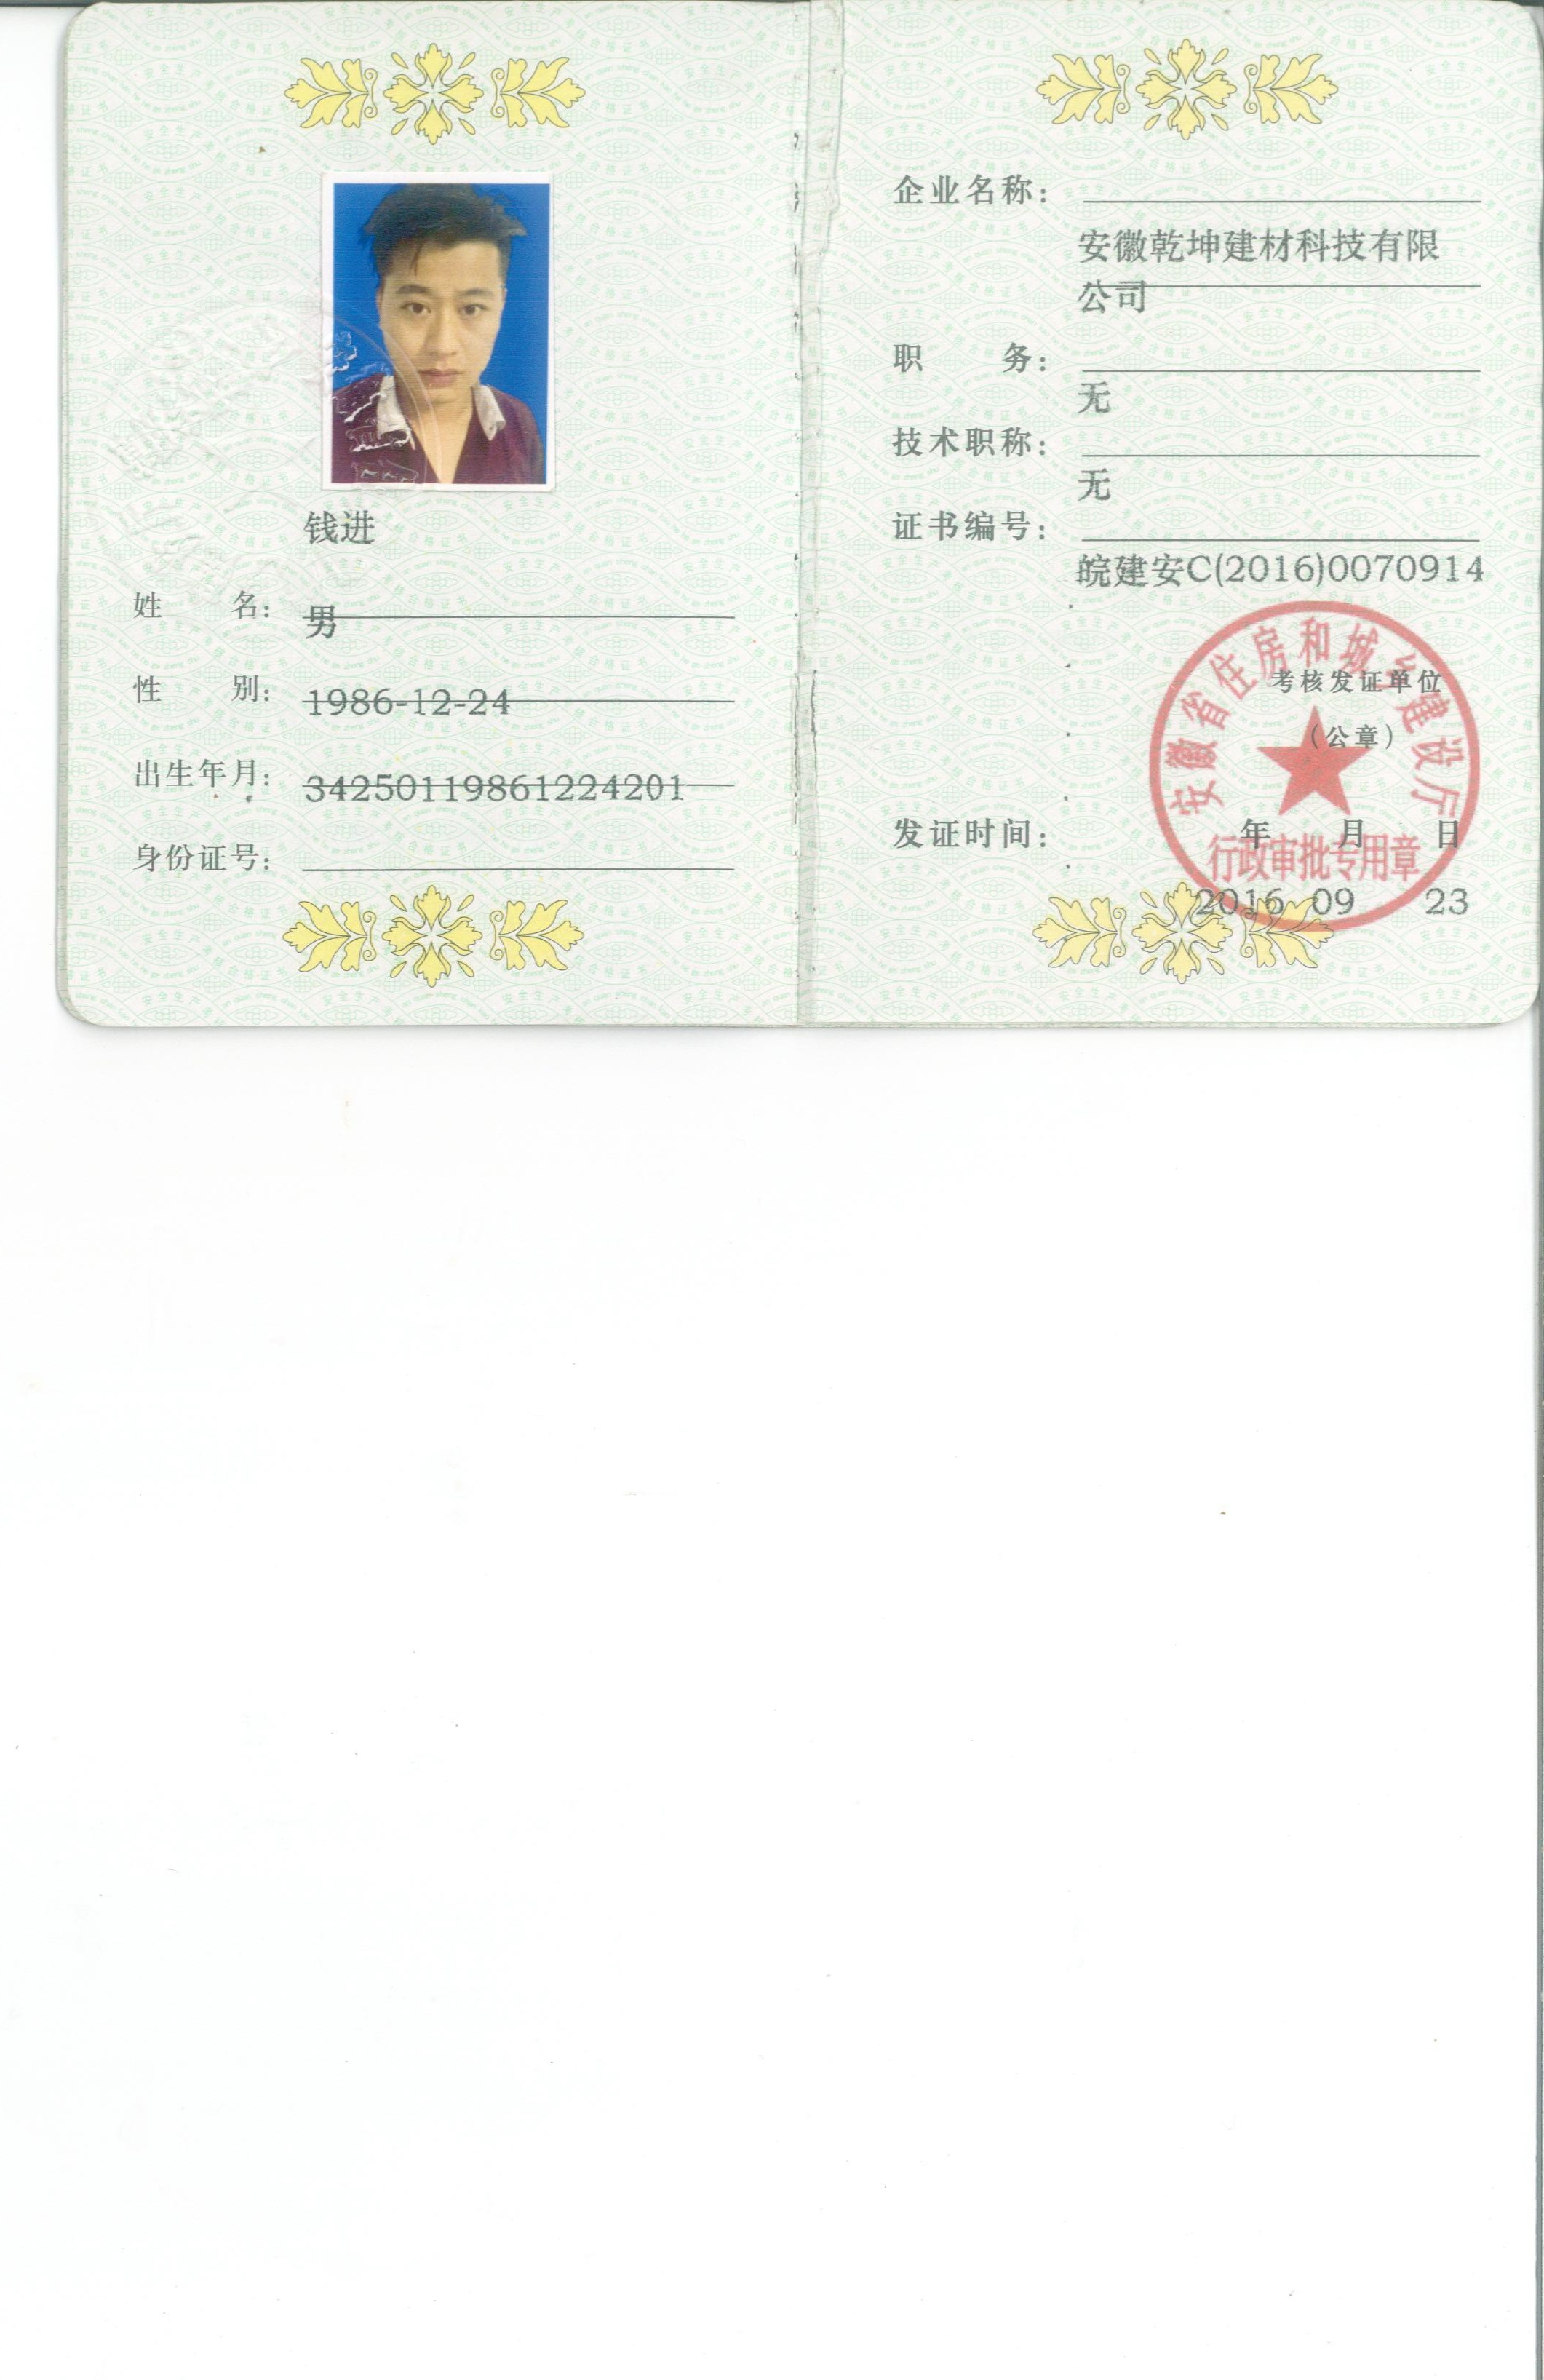 钱进
姓 名：
男
性 别：
1986-12-24
出生年月：
34250119861224201
身份证号：
企业名称：
安徽乾坤建材科技有限
公司
职 务：
无
技术职称：
无
证书编号：
皖建安C(2016)0070914
安徽省住房和城乡建设厅
考核发证单位
（公章）
发证时间： 年 月 日
行政审批专用章
2016 09 23